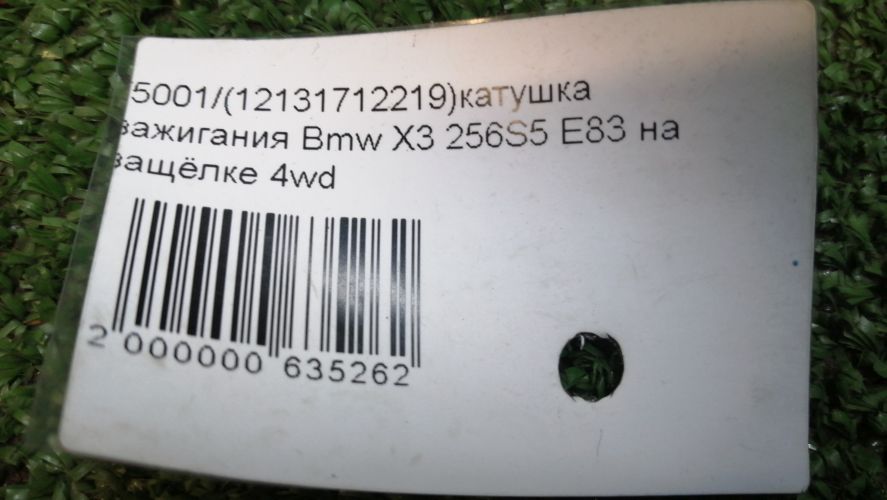 5001/(12131712219)катушка
зажигания Bmw X3 256S5 E83 на
защёлке 4wd
2 000000 635262